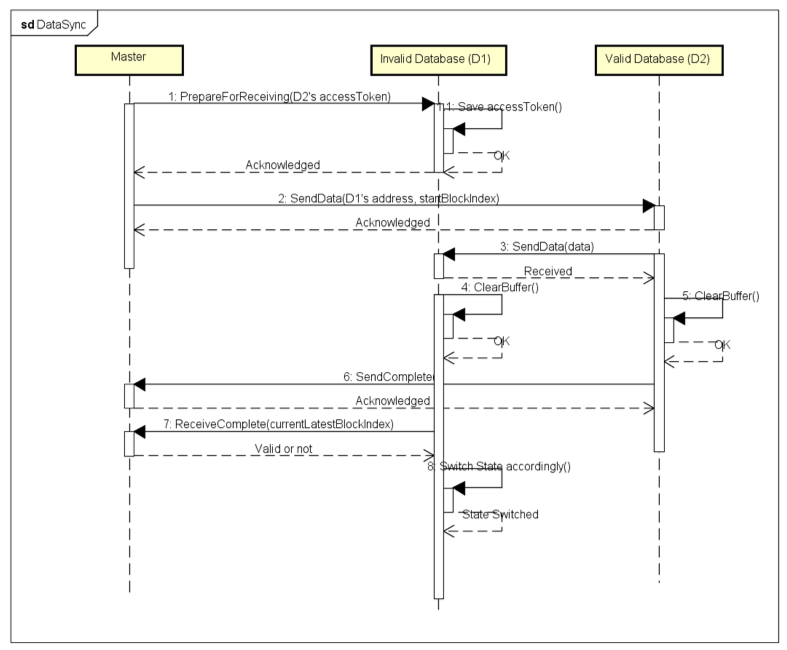 sd DataSync
Master
Invalid Database (D1)
Valid Database (D2)
1: PrepareForReceiving(D2's accessToken)
1.1: Save accessToken()
OK
Acknowledged
2: SendData(D1's address, startBlockIndex)
Acknowledged
3: SendData(data)
Received
4: ClearBuffer()
5: ClearBuffer()
OK
OK
6: SendComplete
Acknowledged
7: ReceiveComplete(currentLatestBlockIndex)
Valid or not
8: Switch State accordingly()
State Switched